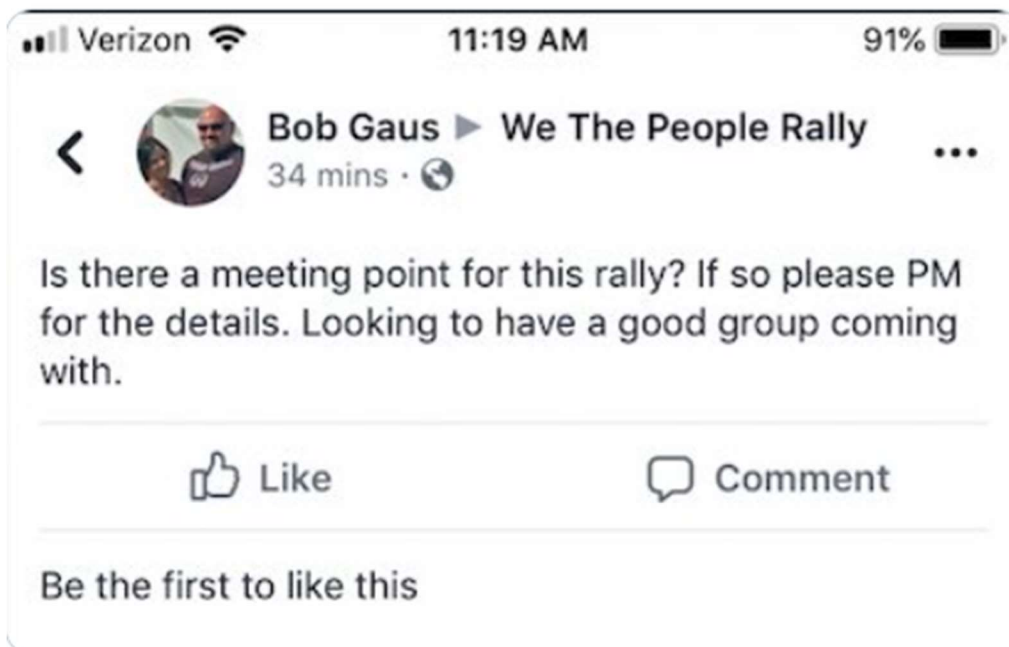 Verizon 11:19 AM 91%
Bob Gaus ▶ We The People Rally
34 mins ·
Is there a meeting point for this rally? If so please PM
for the details. Looking to have a good group coming
with.
Like Comment
Be the first to like this